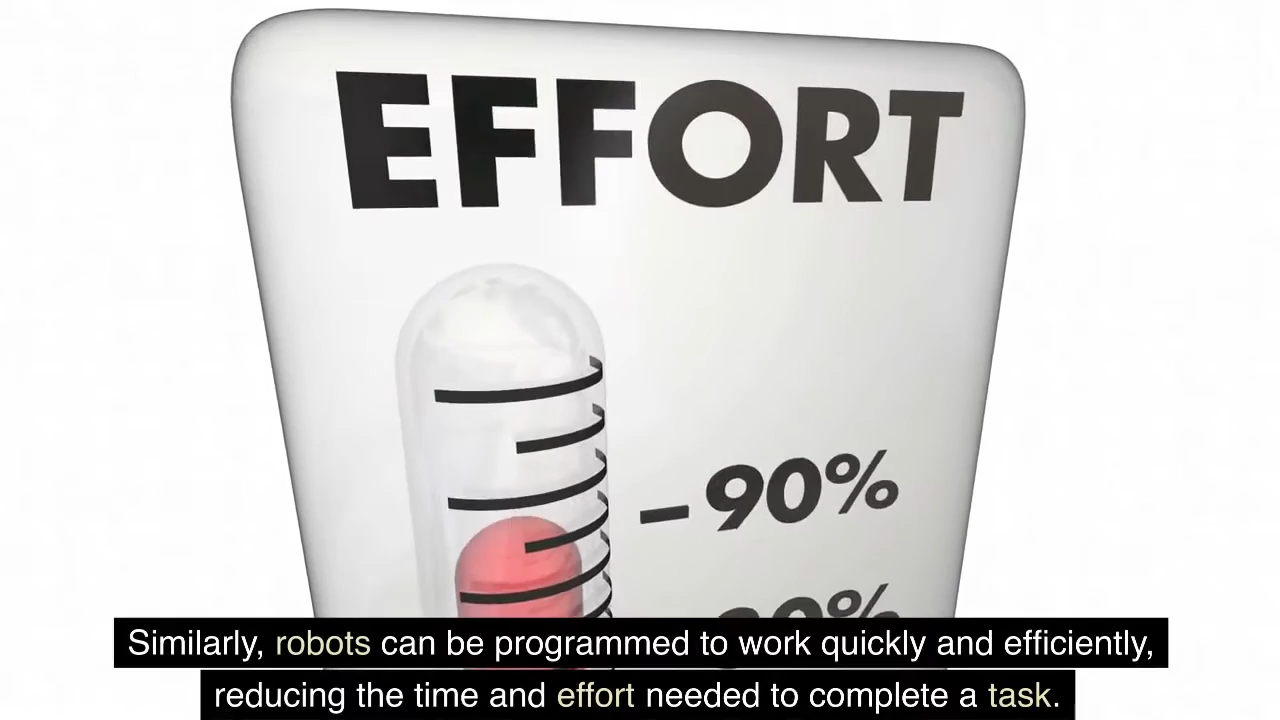 EFFORT
–90%
Similarly, robots can be programmed to work quickly and efficiently,
reducing the time and effort needed to complete a task.